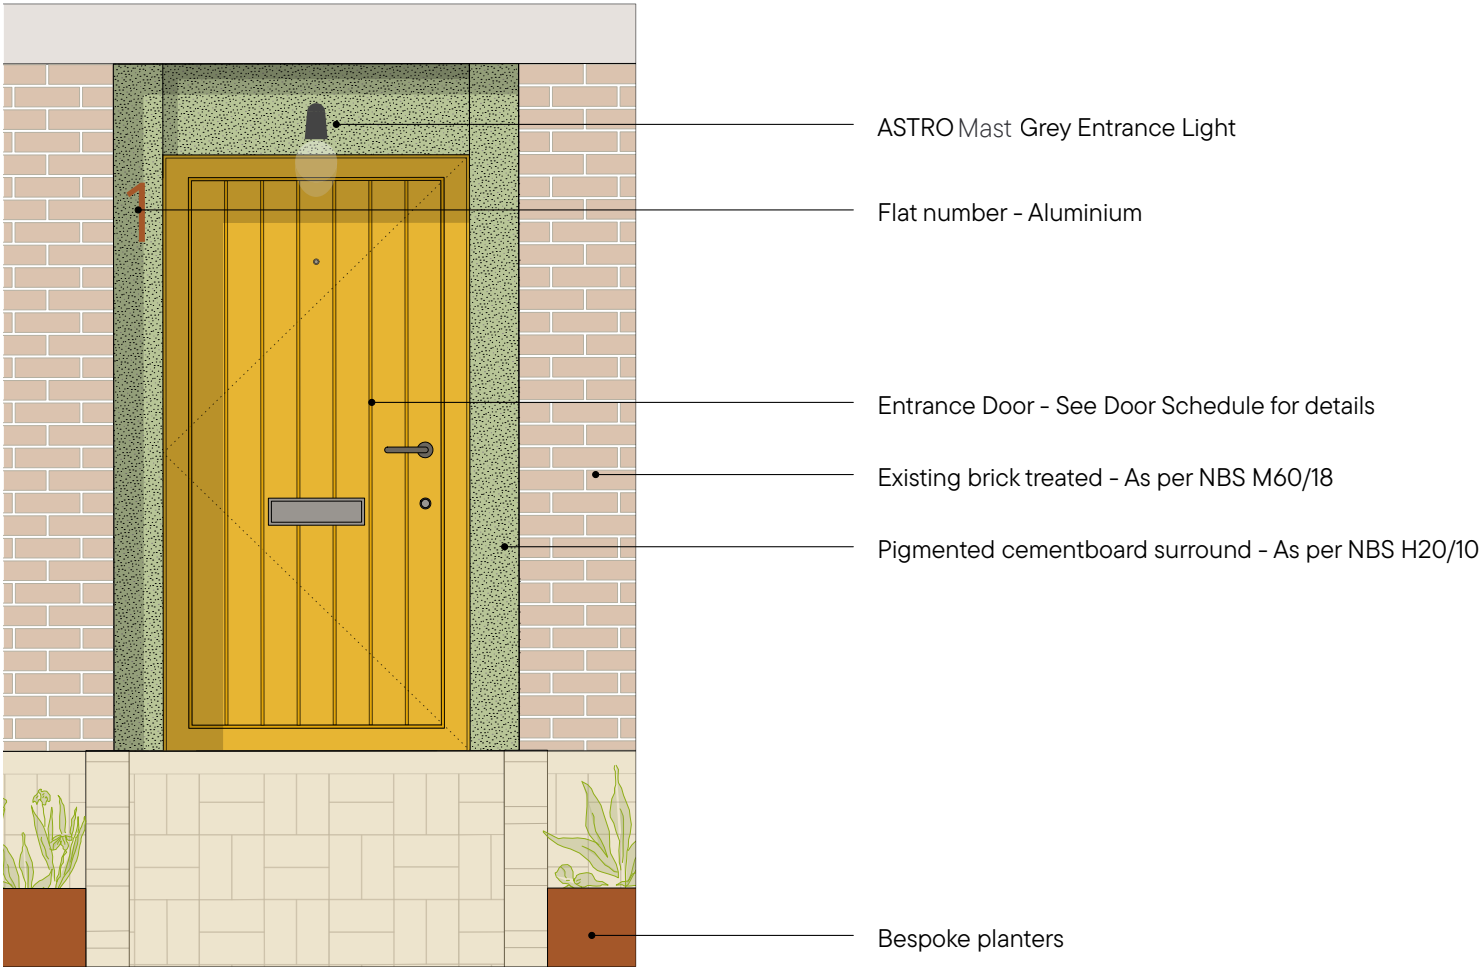 ASTRO Mast Grey Entrance Light
1
Flat number - Aluminium
Entrance Door - See Door Schedule for details
Existing brick treated - As per NBS M60/18
Pigmented cementboard surround - As per NBS H20/10
Bespoke planters